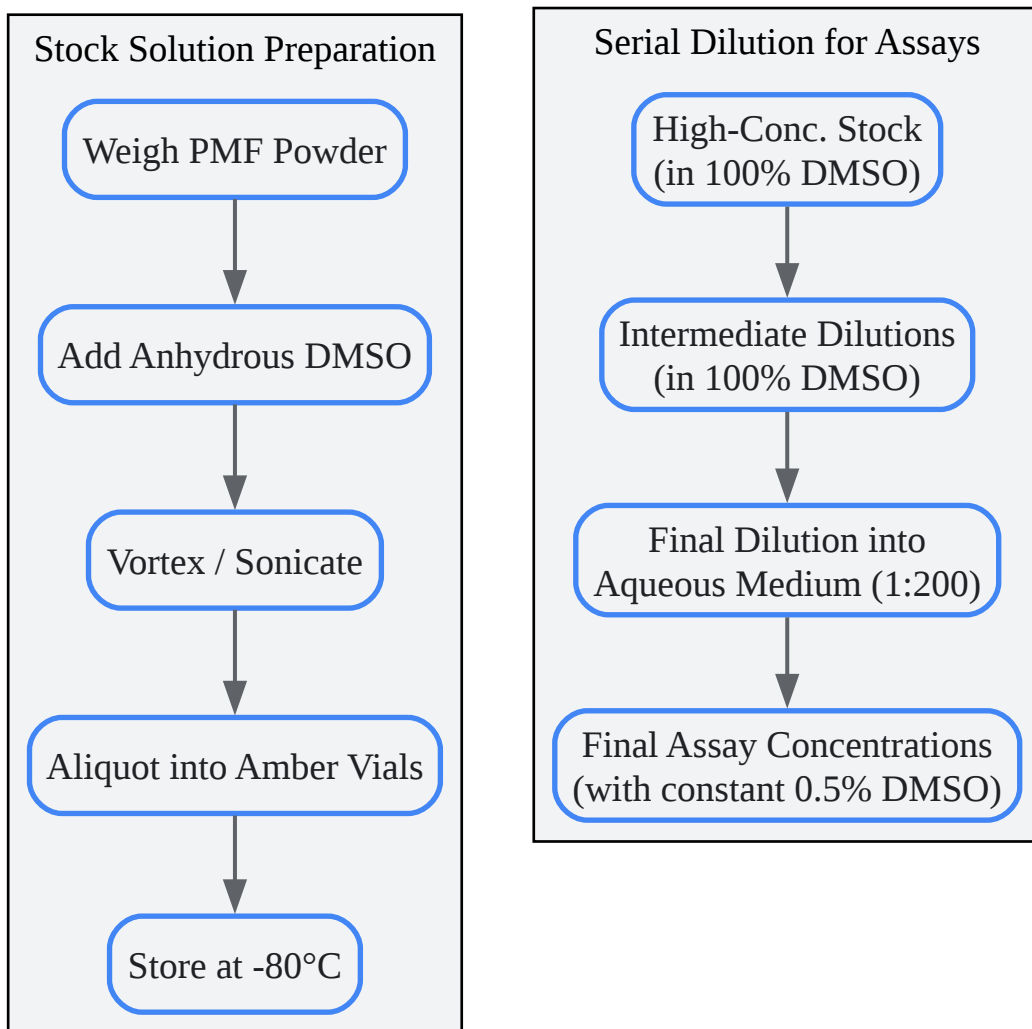 Stock Solution Preparation
Weigh PMF Powder
Add Anhydrous DMSO
Vortex / Sonicate
Aliquot into Amber Vials
Store at -80°C
Serial Dilution for Assays
High-Conc. Stock
(in 100% DMSO)
Intermediate Dilutions
(in 100% DMSO)
Final Dilution into
Aqueous Medium (1:200)
Final Assay Concentrations
(with constant 0.5% DMSO)